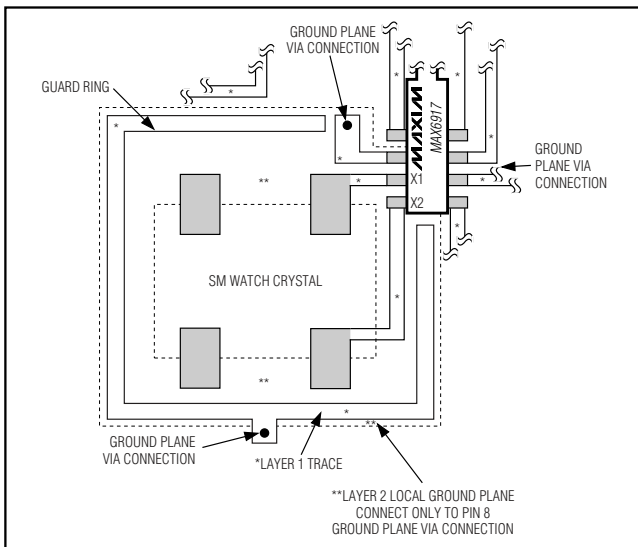 GROUND PLANE
VIA CONNECTION
GUARD RING
*
*
*
*
*
MAXIM
MAX6917
GROUND
PLANE VIA
CONNECTION
*
*
X1
*
*
**
X2
*
SM WATCH CRYSTAL
*
**
*
**
GROUND PLANE
VIA CONNECTION
*LAYER 1 TRACE
**LAYER 2 LOCAL GROUND PLANE
CONNECT ONLY TO PIN 8
GROUND PLANE VIA CONNECTION